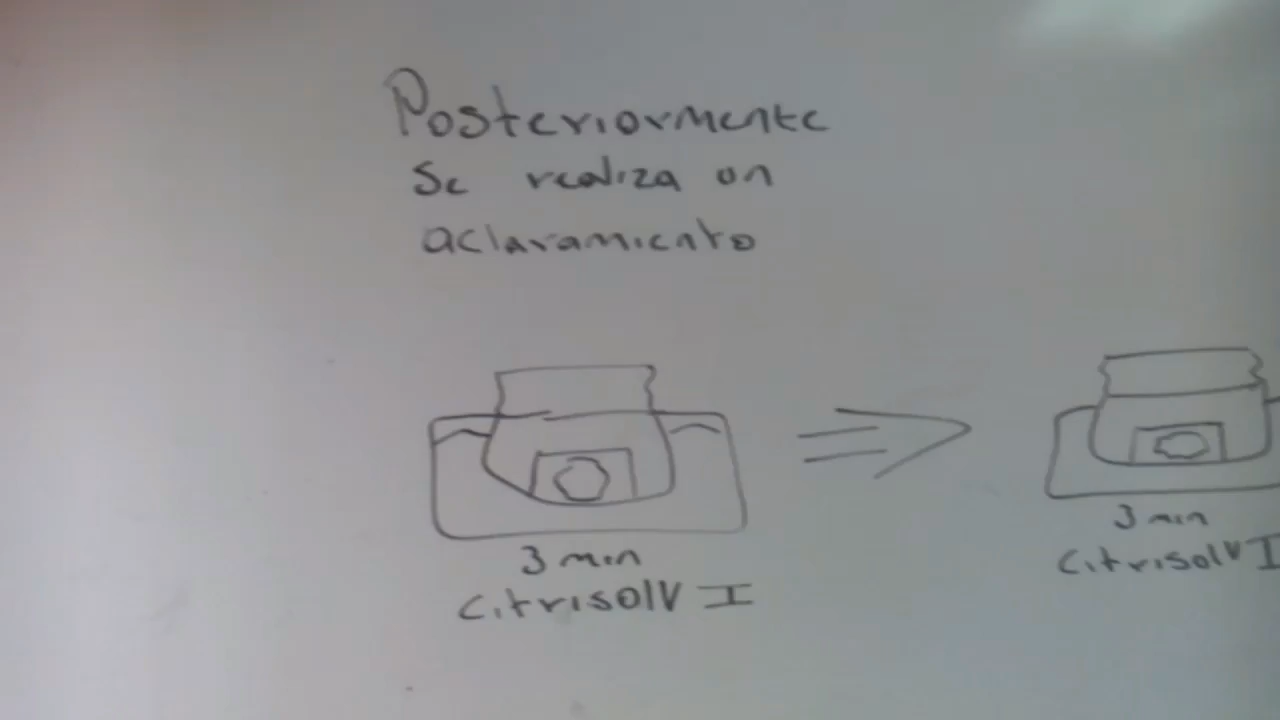 Posteriormente
Se realiza un
aclaramiento
3 min
Citrisolv I
3 min
Citrisolv I